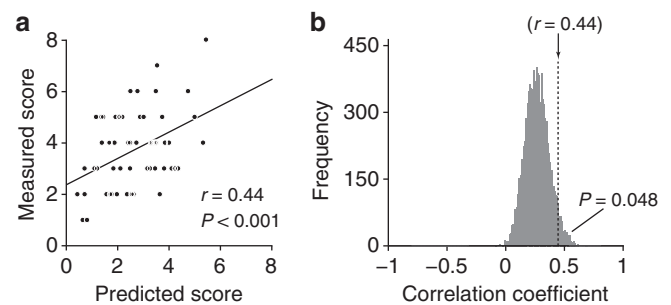 a
Measured score
8
6
4
2
0
r = 0.44
P < 0.001
0 2 4 6 8
Predicted score
b
(r = 0.44)
Frequency
450
300
150
0
P = 0.048
−1 −0.5 0 0.5 1
Correlation coefficient